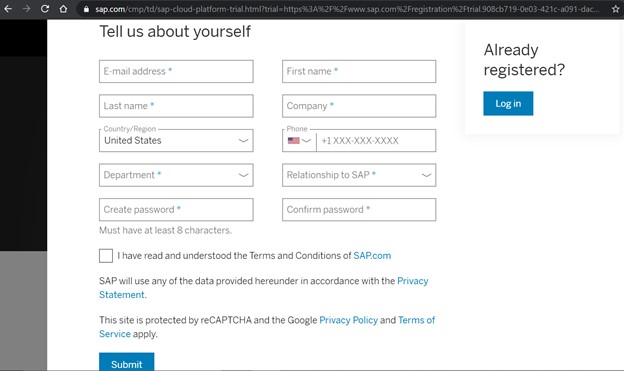 sap.com/cmp/td/sap-cloud-platform-trial.html?trial=https%3A%2F%2Fwww.sap.com%2Fregistration%2Ftrial.908cb719-0e03-421c-a091-dac...
Tell us about yourself
E-mail address *
First name *
Last name *
Company *
Country/Region
United States
Phone
+1 XXX-XXX-XXXX
Department *
Relationship to SAP *
Create password *
Confirm password *
Must have at least 8 characters.
I have read and understood the Terms and Conditions of SAP.com
SAP will use any of the data provided hereunder in accordance with the Privacy
Statement.
This site is protected by reCAPTCHA and the Google Privacy Policy and Terms of
Service apply.
Submit
Already
registered?
Log in